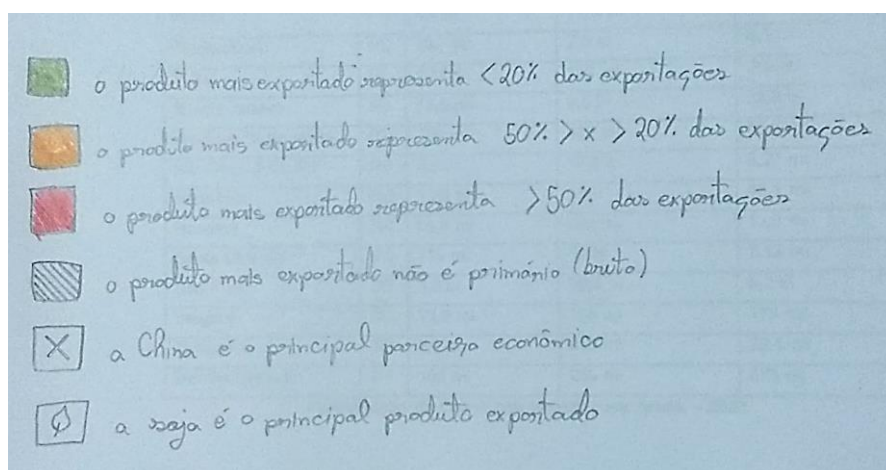 o produto mais exportado representa <20% das exportações
o produto mais exportado representa 50% > x > 20% das exportações
o produto mais exportado representa >50% das exportações
o produto mais exportado não é primário (bruto)
X a China é o principal parceiro econômico
a soja é o principal produto exportado